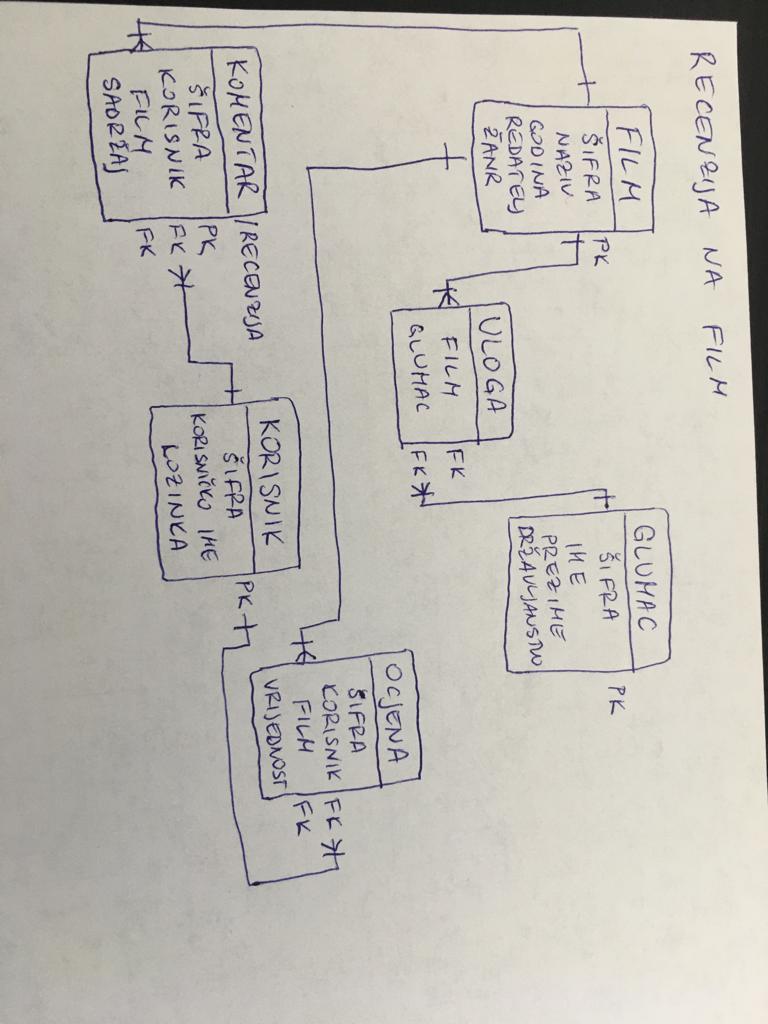 RECENZIJA NA FILM
FILM
ŠIFRA PK
NAZIV
GODINA
REDATELJ
ŽANR
GLUMAC
ŠIFRA PK
IME
PREZIME
DRŽAVLJANSTVO
ULOGA
FILM FK
GLUMAC FK
OCJENA
ŠIFRA
KORISNIK FK
FILM FK
VRIJEDNOST
KOMENTAR /RECENZIJA
ŠIFRA PK
KORISNIK FK
FILM FK
SADRŽAJ
KORISNIK
ŠIFRA PK
KORISNIČKO IME
LOZINKA